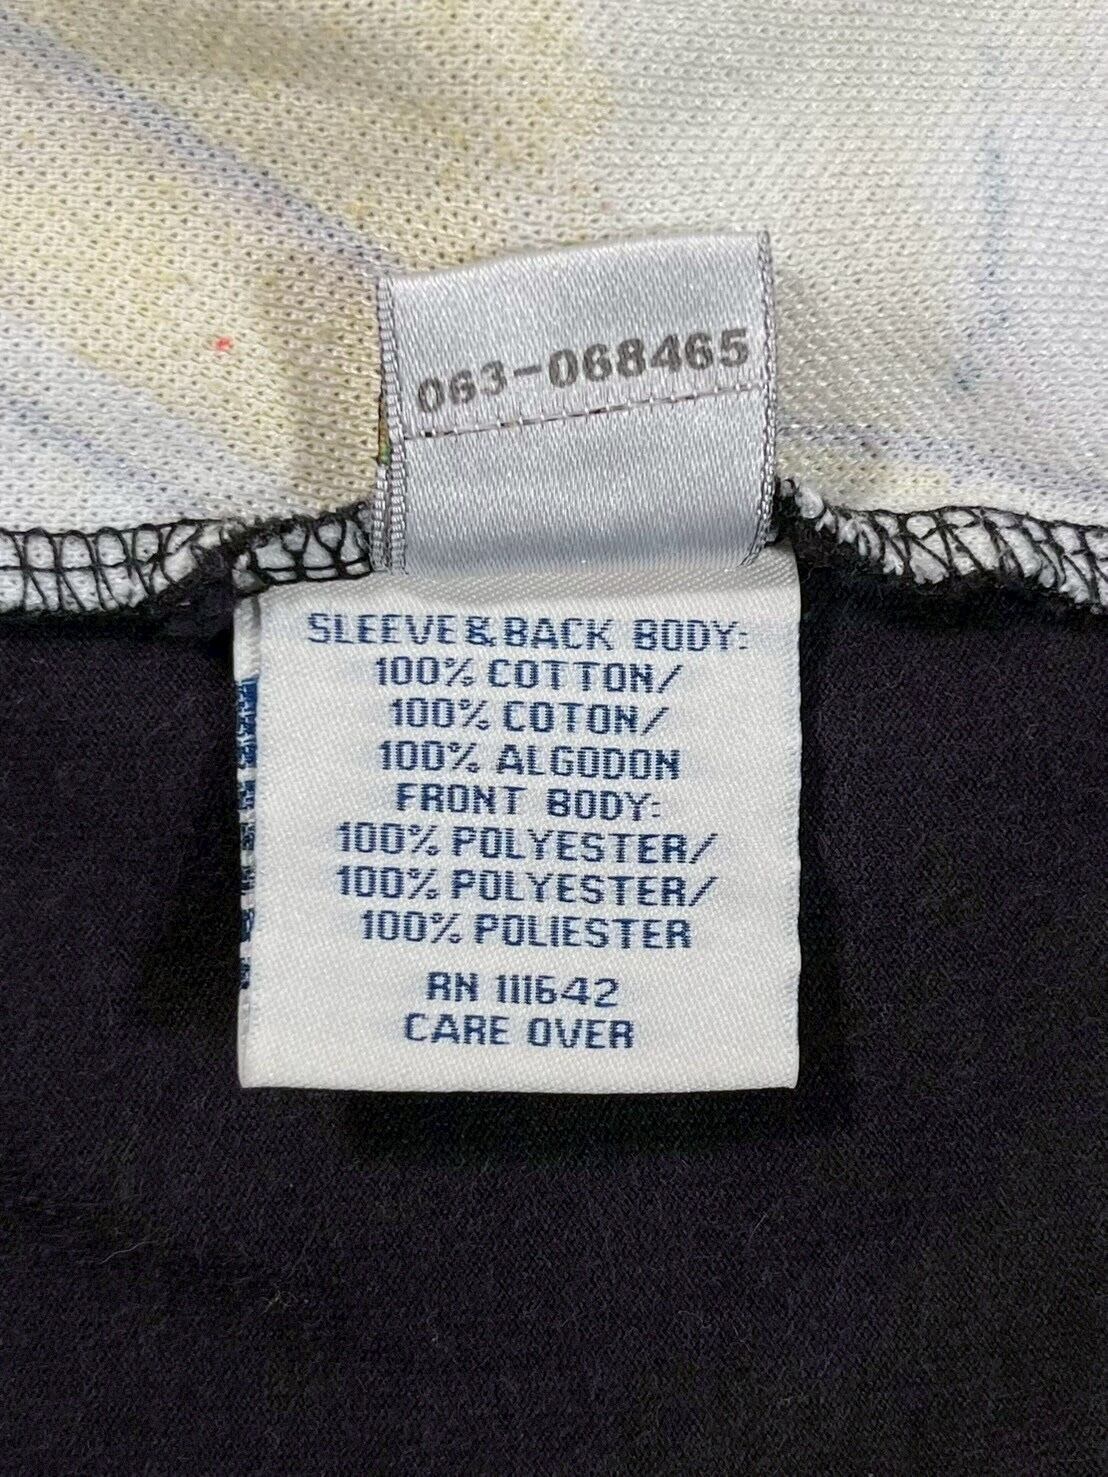 063-068465
SLEEVE & BACK BODY:
100% COTTON/
100% COTON/
100% ALGODON
FRONT BODY:
100% POLYESTER/
100% POLYESTER/
100% POLIESTER
RN 111642
CARE OVER